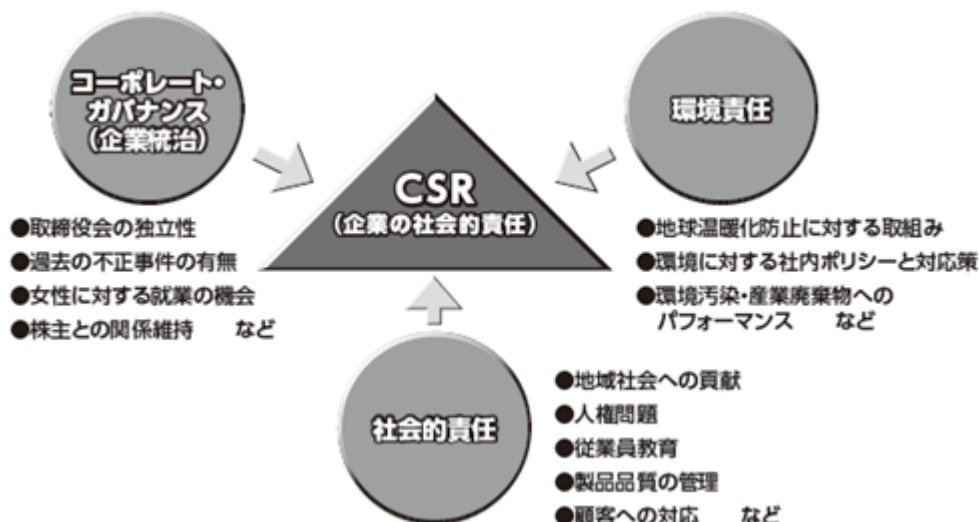 コーポレート・
ガバナンス
(企業統治)
●取締役会の独立性
●過去の不正事件の有無
●女性に対する就業の機会
●株主との関係維持　など
CSR
(企業の社会的責任)
環境責任
●地球温暖化防止に対する取組み
●環境に対する社内ポリシーと対応策
●環境汚染・産業廃棄物への
パフォーマンス　など
社会的責任
●地域社会への貢献
●人権問題
●従業員教育
●製品品質の管理
●顧客への対応　など